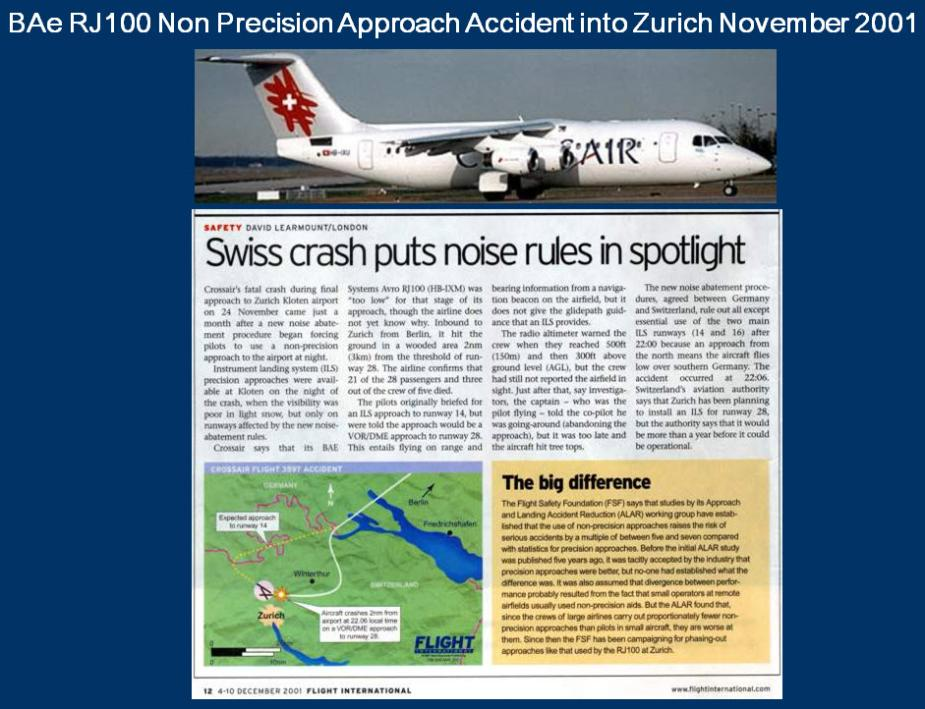 BAe RJ100 Non Precision Approach Accident into Zurich November 2001
AIR
HB-IXU
SAFETY DAVID LEARMOUNT/LONDON
Swiss crash puts noise rules in spotlight
Crossair's fatal crash during final
approach to Zurich Kloten airport
on 24 November came just a
month after a new noise abate-
ment procedure began forcing
pilots to use a non-precision
approach to the airport at night.
Instrument landing system (ILS)
precision approaches were avail-
able at Kloten on the night of
the crash, when the visibility was
poor in light snow, but only on
runways affected by the new noise-
abatement rules.
Crossair says that its BAE
Systems Avro RJ100 (HB-IXM) was
"too low" for that stage of its
approach, though the airline does
not yet know why. Inbound to
Zurich from Berlin, it hit the
ground in a wooded area 2nm
(3km) from the threshold of run-
way 28. The airline confirms that
21 of the 28 passengers and three
out of the crew of five died.
The pilots originally briefed for
an ILS approach to runway 14, but
were told the approach would be a
VOR/DME approach to runway 28.
This entails flying on range and
bearing information from a naviga-
tion beacon on the airfield, but it
does not give the glidepath guid-
ance that an ILS provides.
The radio altimeter warned the
crew when they reached 500ft
(150m) and then 300ft above
ground level (AGL), but the crew
had still not reported the airfield in
sight. Just after that, say investiga-
tors, the captain – who was the
pilot flying – told the co-pilot he
was going-around (abandoning the
approach), but it was too late and
the aircraft hit tree tops.
The new noise abatement proce-
dures, agreed between Germany
and Switzerland, rule out all except
essential use of the two main
ILS runways (14 and 16) after
22:00 because an approach from
the north means the aircraft flies
low over southern Germany. The
accident occurred at 22:06.
Switzerland's aviation authority
says that Zurich has been planning
to install an ILS for runway 28,
but the authority says that it would
be more than a year before it could
be operational.
CROSSAIR FLIGHT 3597 ACCIDENT
GERMANY
N
Berlin
Expected approach
to runway 14
Friedrichshafen
Winterthur
SWITZERLAND
Zurich
Aircraft crashes 2nm from
airport at 22.06 local time
on a VOR/DME approach
to runway 28
0
0
10nm
FLIGHT
INTERNATIONAL
The big difference
The Flight Safety Foundation (FSF) says that studies by its Approach
and Landing Accident Reduction (ALAR) working group have estab-
lished that the use of non-precision approaches raises the risk of
serious accidents by a multiple of between five and seven compared
with statistics for precision approaches. Before the initial ALAR study
was published five years ago, it was tacitly accepted by the industry that
precision approaches were better, but no-one had established what the
difference was. It was also assumed that divergence between perfor-
mance probably resulted from the fact that small operators at remote
airfields usually used non-precision aids. But the ALAR found that,
since the crews of large airlines carry out proportionately fewer non-
precision approaches than pilots in small aircraft, they are worse at
them. Since then the FSF has been campaigning for phasing-out
approaches like that used by the RJ100 at Zurich.
12 4-10 DECEMBER 2001 FLIGHT INTERNATIONAL
www.flightinternational.com